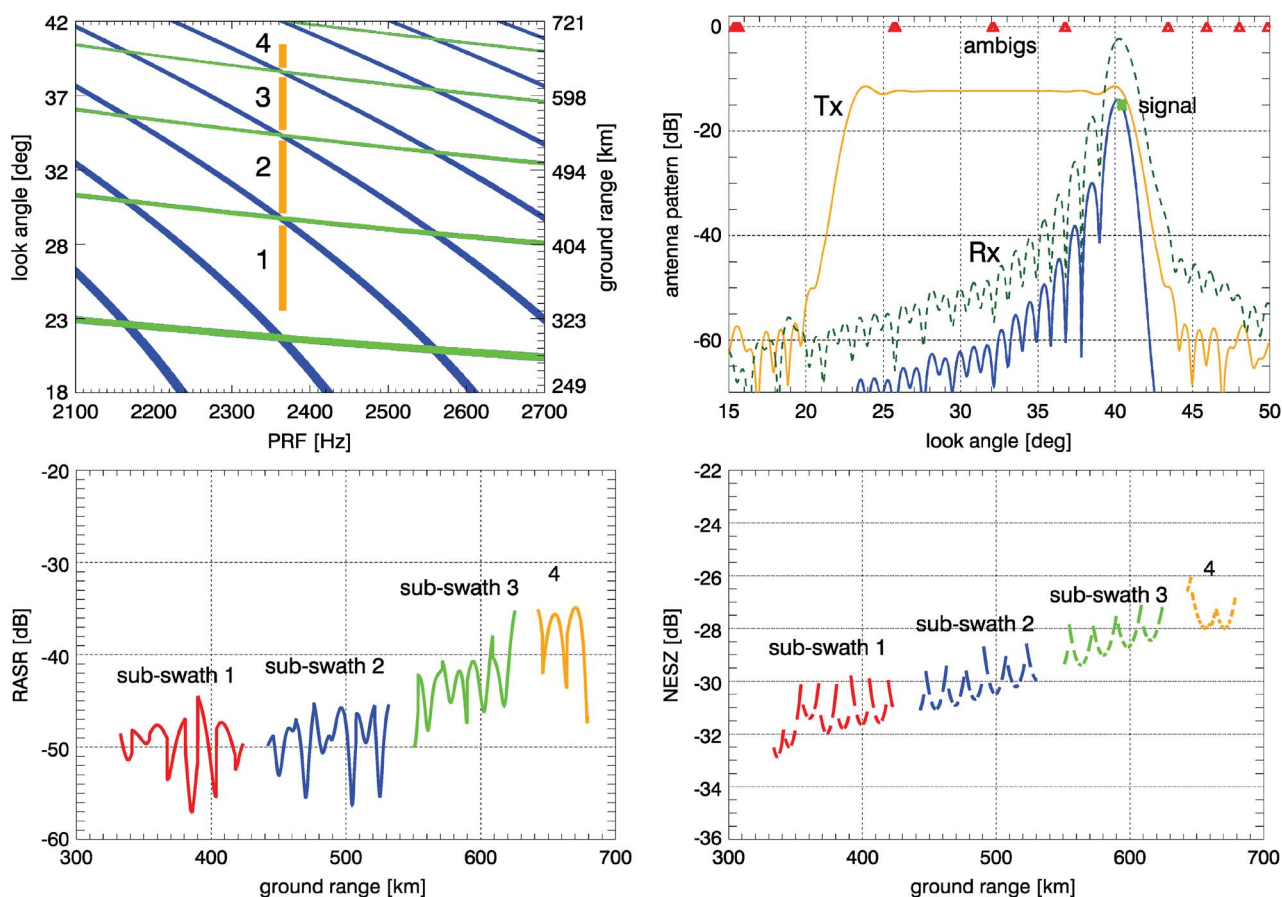 42
37
32
28
23
18
look angle [deg]
4
3
2
1
721
598
494
404
323
249
ground range [km]
2100 2200 2300 2400 2500 2600 2700
PRF [Hz]
0
-20
-40
-60
antenna pattern [dB]
ambigs
Tx
signal
Rx
15 20 25 30 35 40 45 50
look angle [deg]
-20
-30
-40
-50
-60
RASR [dB]
sub-swath 1
sub-swath 2
sub-swath 3
4
300 400 500 600 700
ground range [km]
-22
-24
-26
-28
-30
-32
-34
-36
NESZ [dB]
sub-swath 1
sub-swath 2
sub-swath 3
4
300 400 500 600 700
ground range [km]